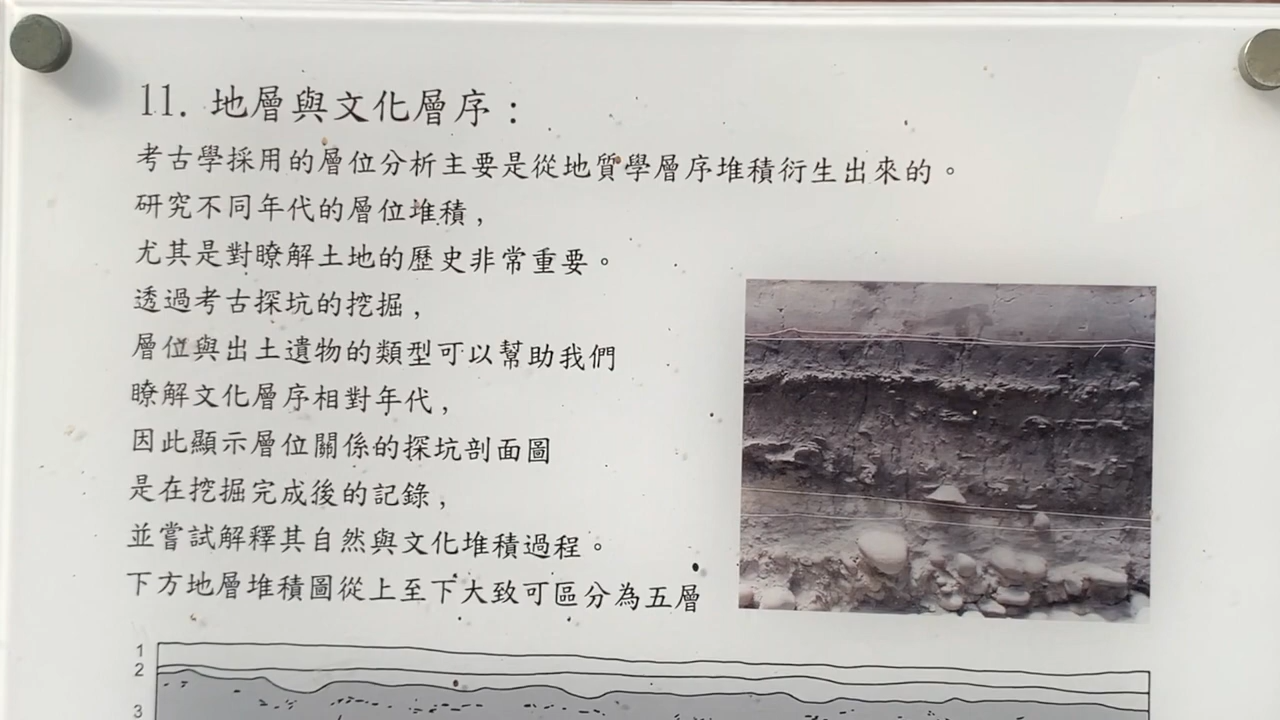 11. 地層與文化層序：
考古學採用的層位分析主要是從地質學層序堆積衍生出來的。
研究不同年代的層位堆積，
尤其是對瞭解土地的歷史非常重要。
透過考古探坑的挖掘，
層位與出土遺物的類型可以幫助我們
瞭解文化層序相對年代，
因此顯示層位關係的探坑剖面圖
是在挖掘完成後的記錄，
並嘗試解釋其自然與文化堆積過程。
下方地層堆積圖從上至下大致可區分為五層
1
2
3